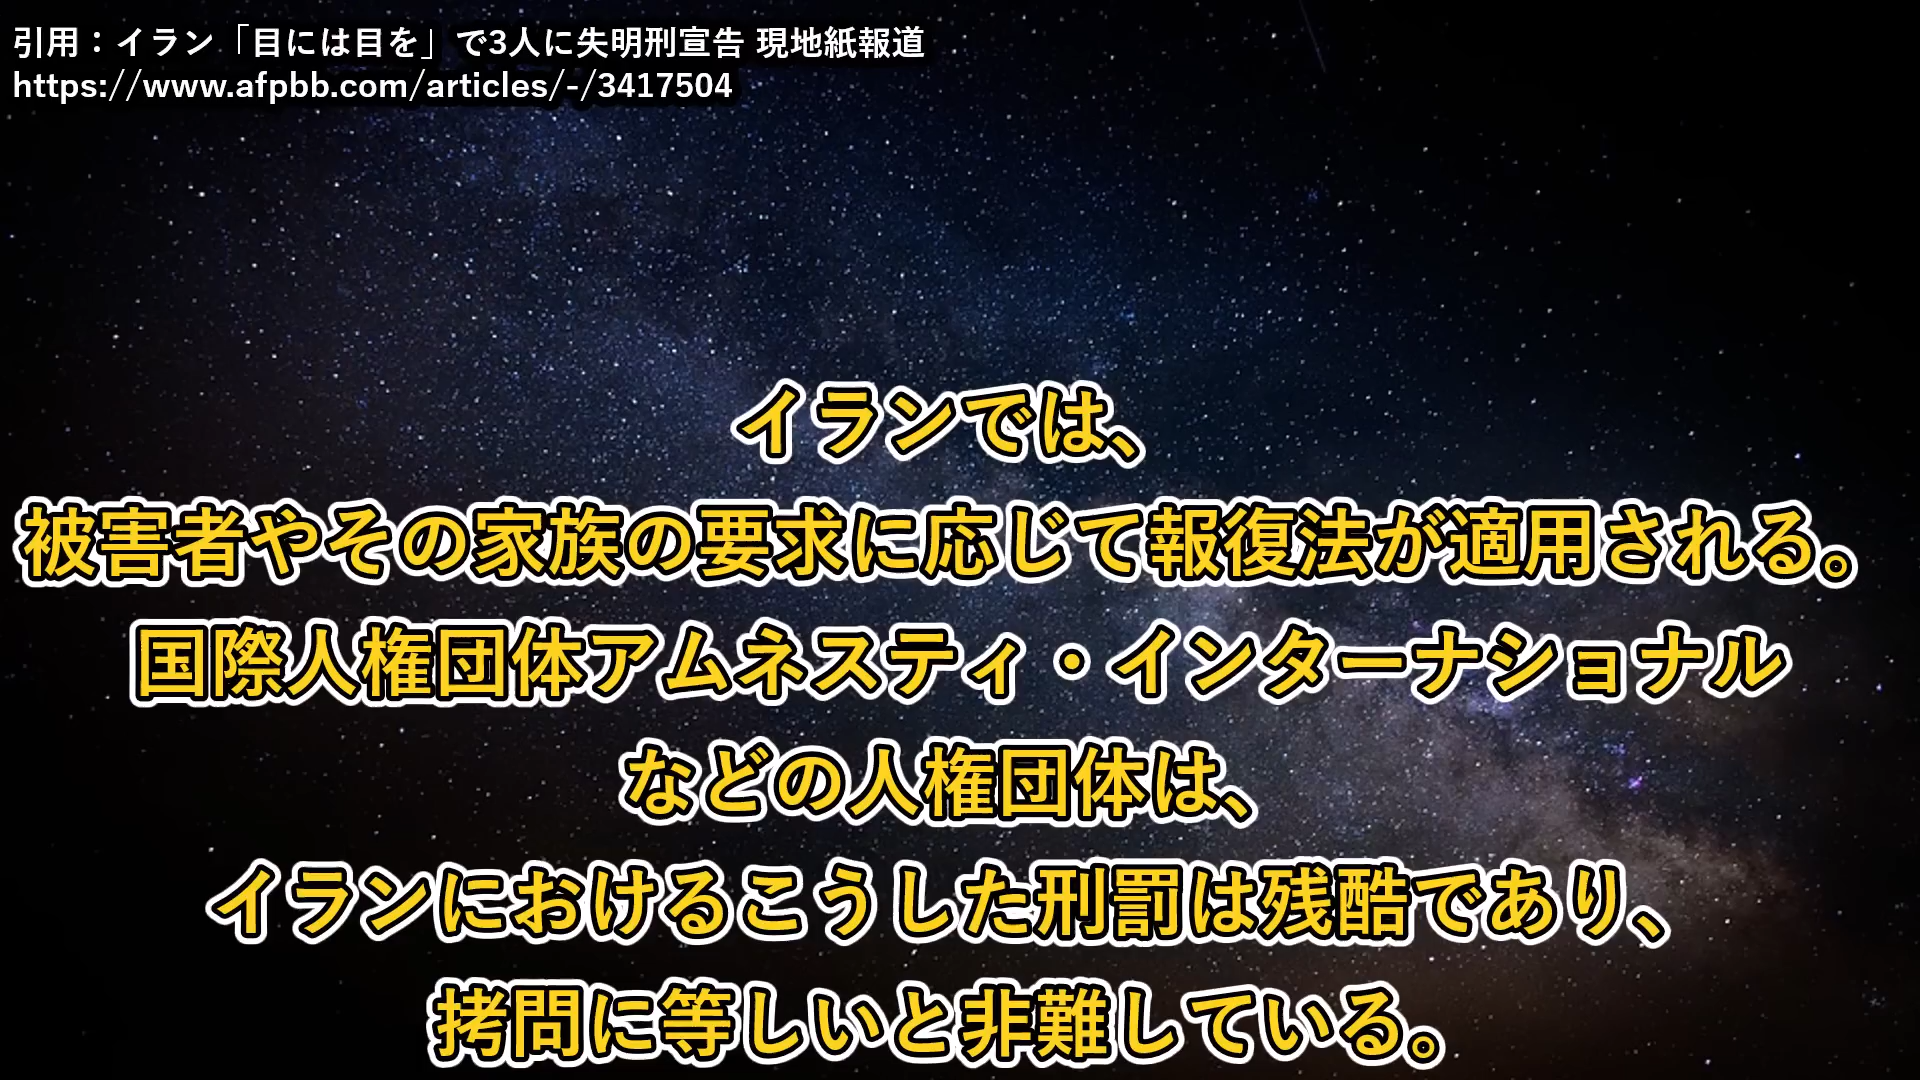 引用：イラン「目には目を」で3人に失明刑宣告 現地紙報道
https://www.afpbb.com/articles/-/3417504
イランでは、
被害者やその家族の要求に応じて報復法が適用される。
国際人権団体アムネスティ・インターナショナル
などの人権団体は、
イランにおけるこうした刑罰は残酷であり、
拷問に等しいと非難している。